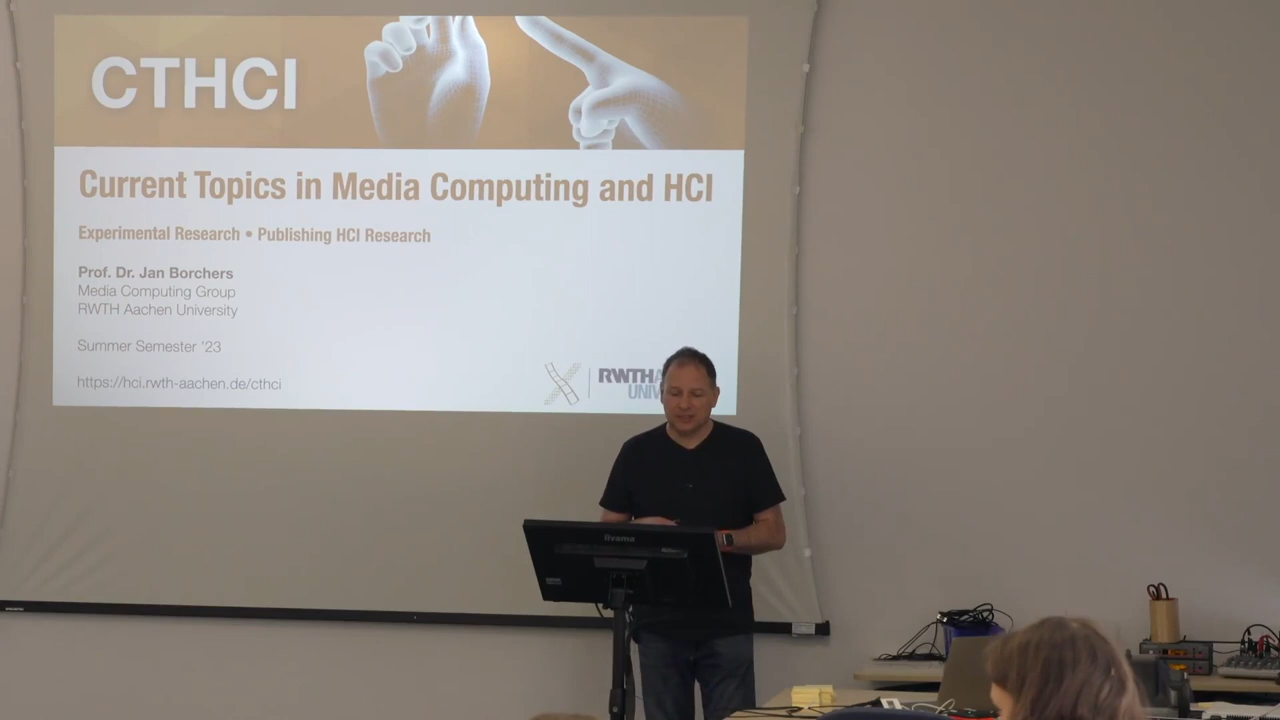 CTHCI
Current Topics in Media Computing and HCI
Experimental Research • Publishing HCI Research
Prof. Dr. Jan Borchers
Media Computing Group
RWTH Aachen University
Summer Semester '23
https://hci.rwth-aachen.de/cthci
RWTH
UNIV
iiyama